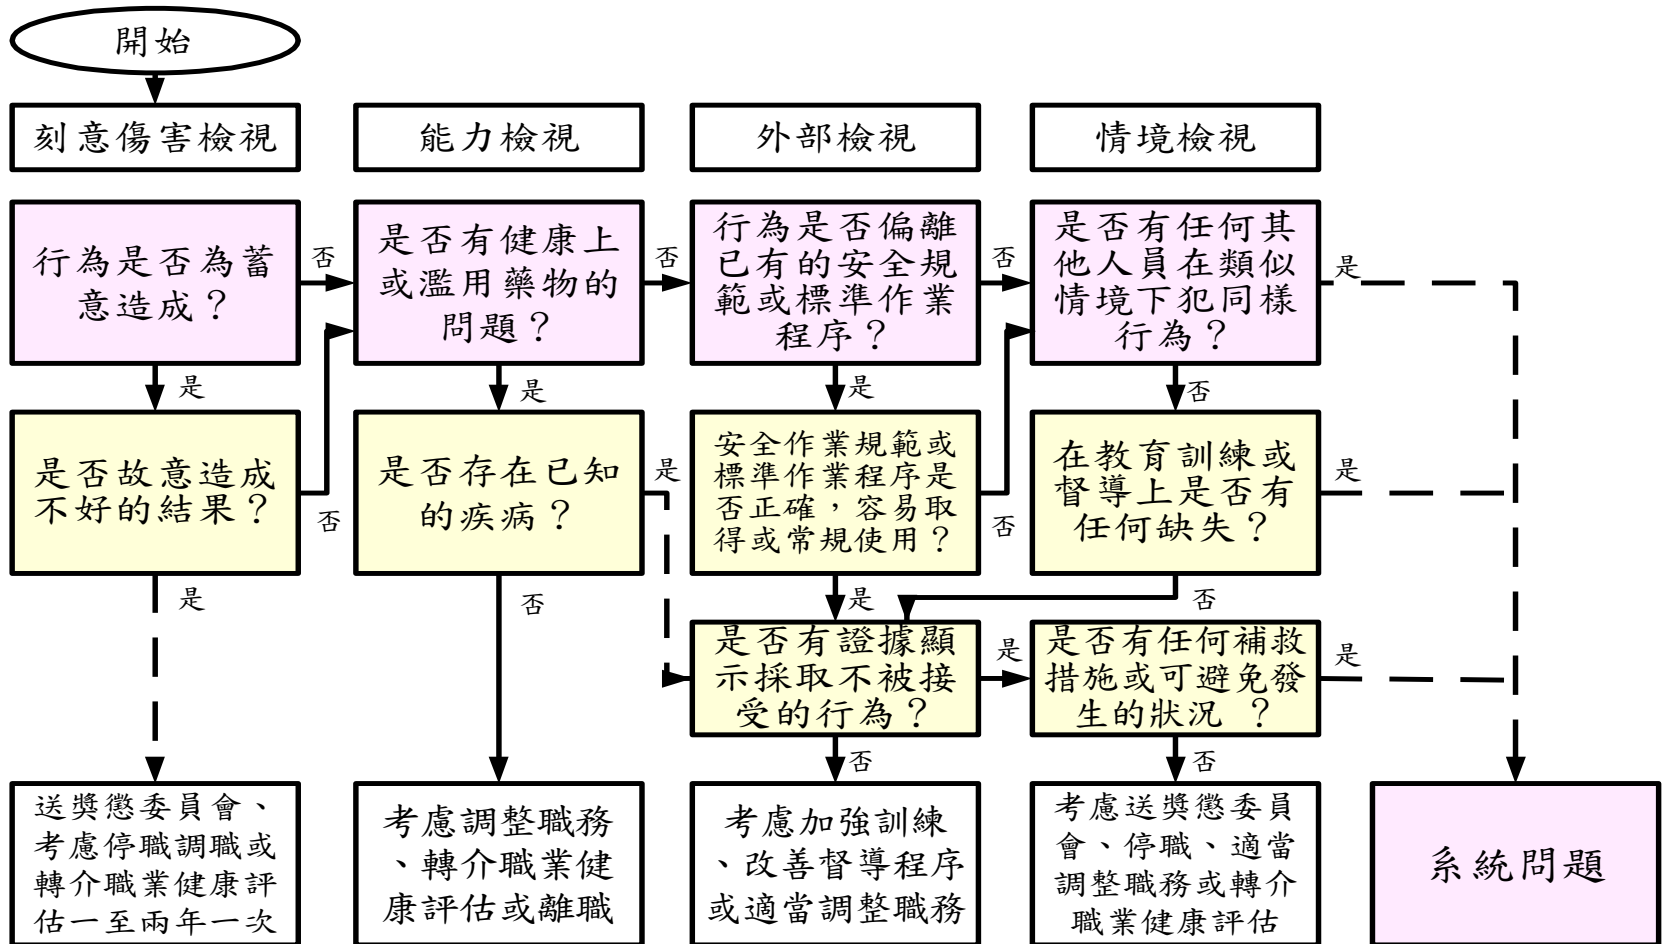 開始
刻意傷害檢視
能力檢視
外部檢視
情境檢視
行為是否為蓄
意造成？
否
是否有健康上
或濫用藥物的
問題？
否
行為是否偏離
已有的安全規
範或標準作業
程序？
否
是否有任何其
他人員在類似
情境下犯同樣
行為？
是
是
是
是
否
是否故意造成
不好的結果？
否
是否存在已知
的疾病？
是
安全作業規範或
標準作業程序是
否正確，容易取
得或常規使用？
否
在教育訓練或
督導上是否有
任何缺失？
是
是
否
是
否
是否有證據顯
示採取不被接
受的行為？
是
是否有任何補救
措施或可避免發
生的狀況 ？
是
否
否
送獎懲委員會、
考慮停職調職或
轉介職業健康評
估一至兩年一次
考慮調整職務
、轉介職業健
康評估或離職
考慮加強訓練
、改善督導程序
或適當調整職務
考慮送獎懲委員
會、停職、適當
調整職務或轉介
職業健康評估
系統問題